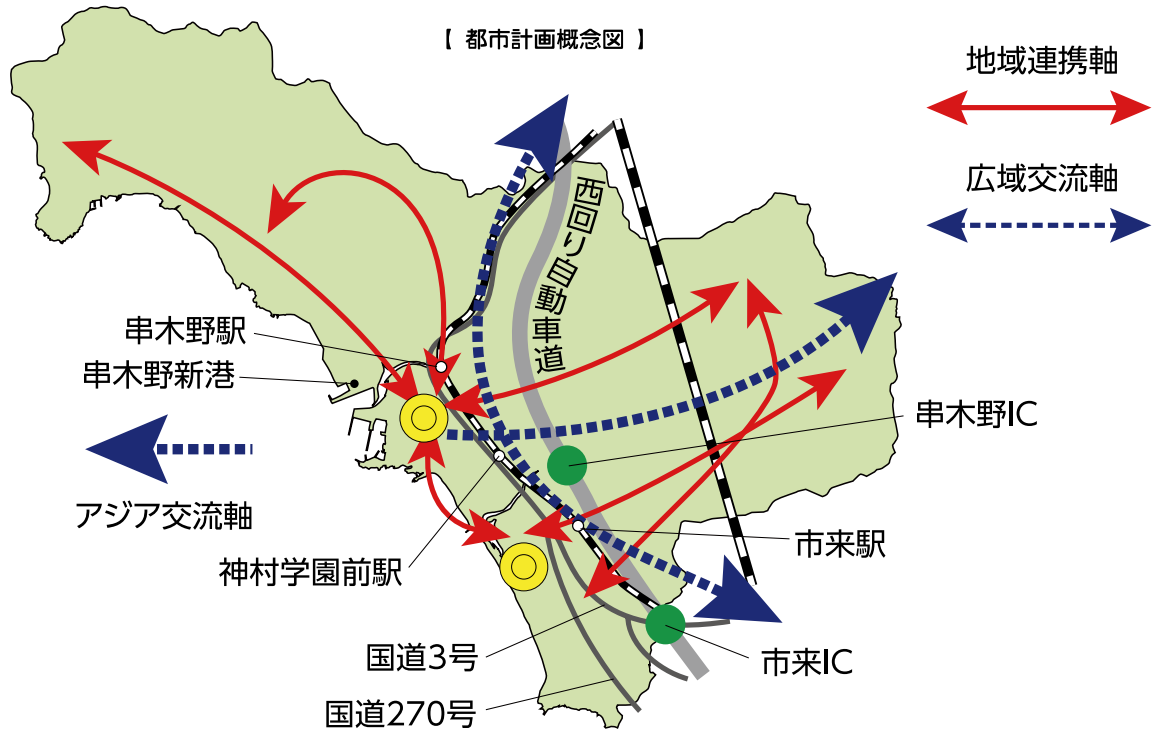 【 都市計画概念図 】
地域連携軸
広域交流軸
西回り自動車道
串木野駅
串木野新港
串木野IC
アジア交流軸
神村学園前駅
市来駅
国道3号
市来IC
国道270号